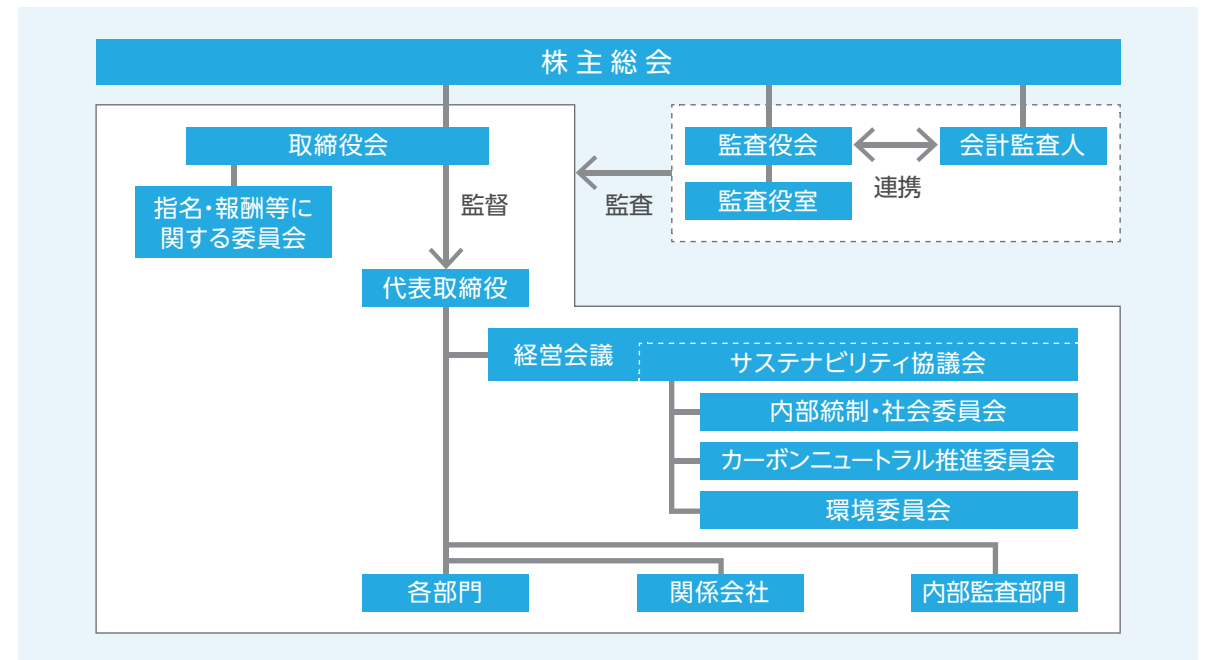 株主総会
取締役会
監査役会
会計監査人
連携
監査役室
監査
監督
指名・報酬等に
関する委員会
代表取締役
経営会議
サステナビリティ協議会
内部統制・社会委員会
カーボンニュートラル推進委員会
環境委員会
各部門
関係会社
内部監査部門